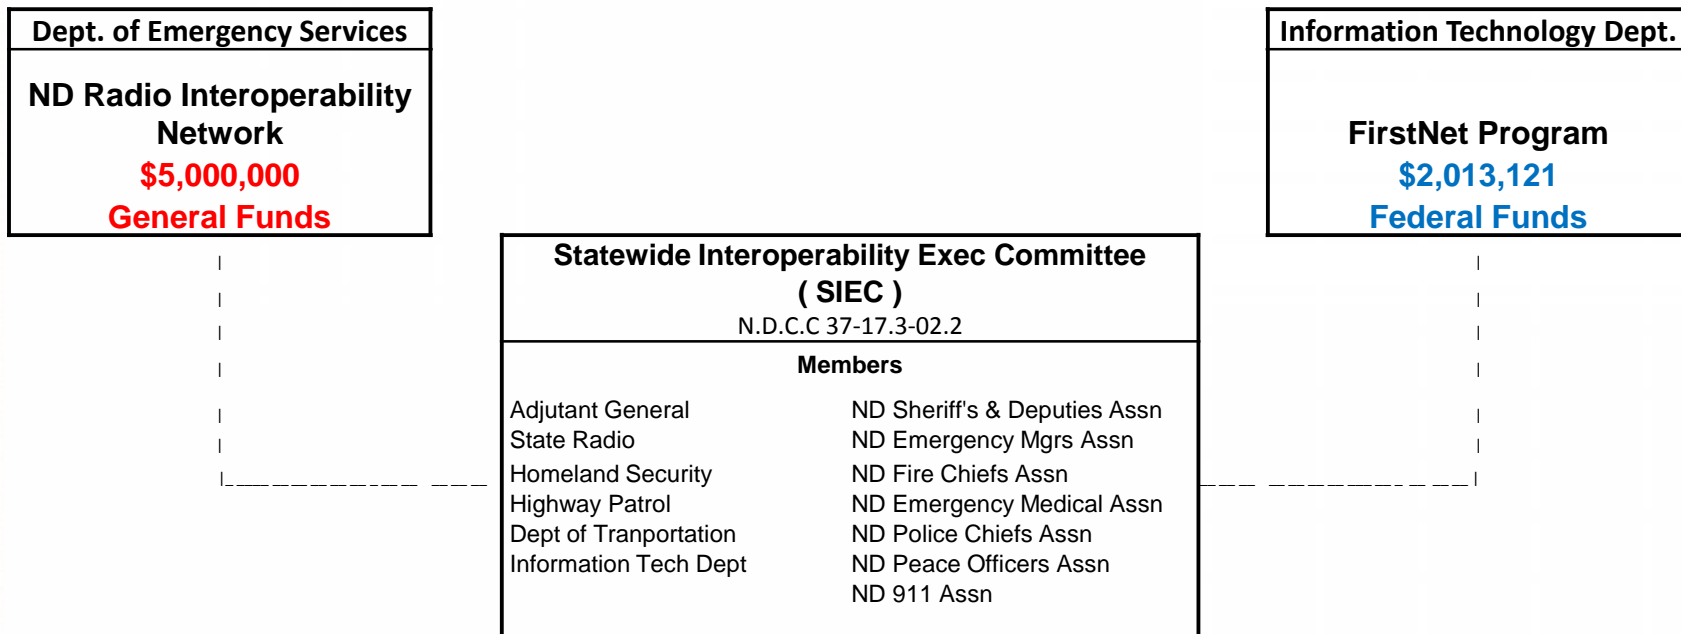 Dept. of Emergency Services
ND Radio Interoperability
Network
$5,000,000
General Funds
Information Technology Dept.
FirstNet Program
$2,013,121
Federal Funds
Statewide Interoperability Exec Committee
( SIEC )
N.D.C.C 37-17.3-02.2
Members
Adjutant General
State Radio
Homeland Security
Highway Patrol
Dept of Tranportation
Information Tech Dept
ND Sheriff's & Deputies Assn
ND Emergency Mgrs Assn
ND Fire Chiefs Assn
ND Emergency Medical Assn
ND Police Chiefs Assn
ND Peace Officers Assn
ND 911 Assn